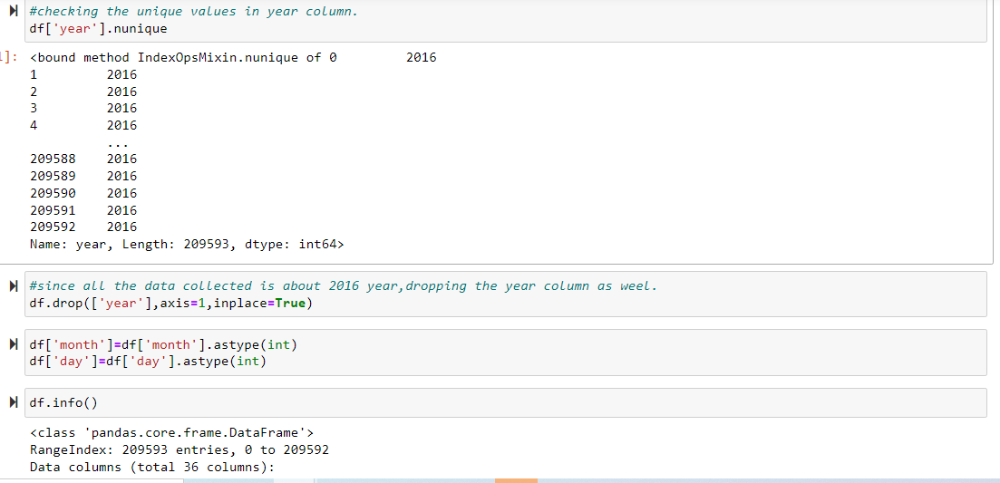 #checking the unique values in year column.
df['year'].nunique
]: <bound method IndexOpsMixin.nunique of 0 2016
1 2016
2 2016
3 2016
4 2016
...
209588 2016
209589 2016
209590 2016
209591 2016
209592 2016
Name: year, Length: 209593, dtype: int64>
#since all the data collected is about 2016 year,dropping the year column as weel.
df.drop(['year'],axis=1,inplace=True)
df['month']=df['month'].astype(int)
df['day']=df['day'].astype(int)
df.info()
<class 'pandas.core.frame.DataFrame'>
RangeIndex: 209593 entries, 0 to 209592
Data columns (total 36 columns):